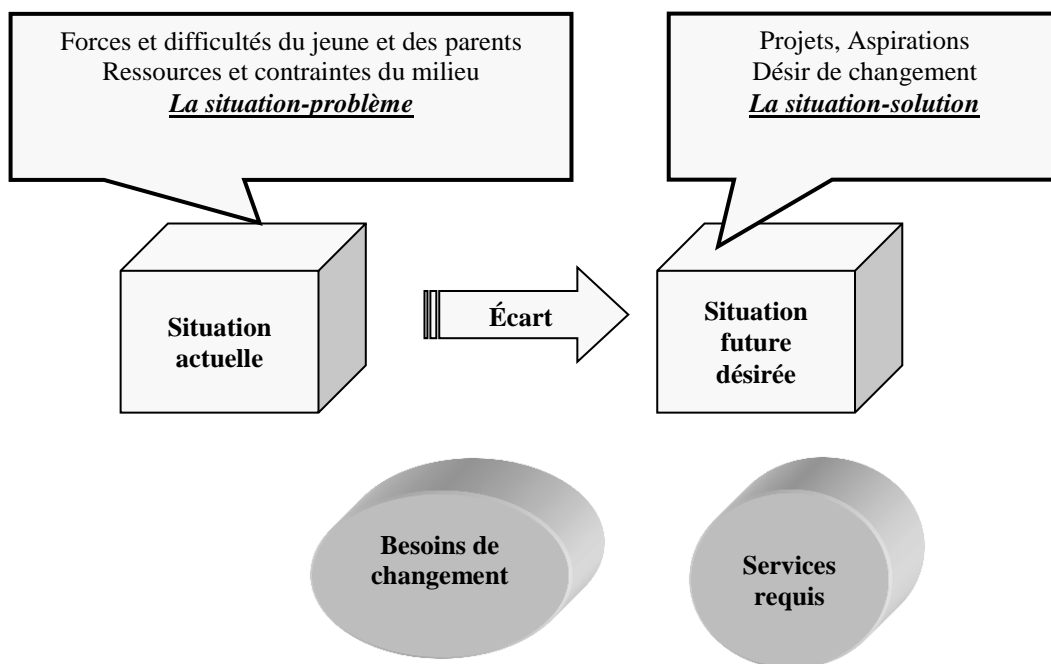 Forces et difficultés du jeune et des parents
Ressources et contraintes du milieu
La situation-problème
Projets, Aspirations
Désir de changement
La situation-solution
Situation
actuelle
Écart
Situation
future
désirée
Besoins de
changement
Services
requis